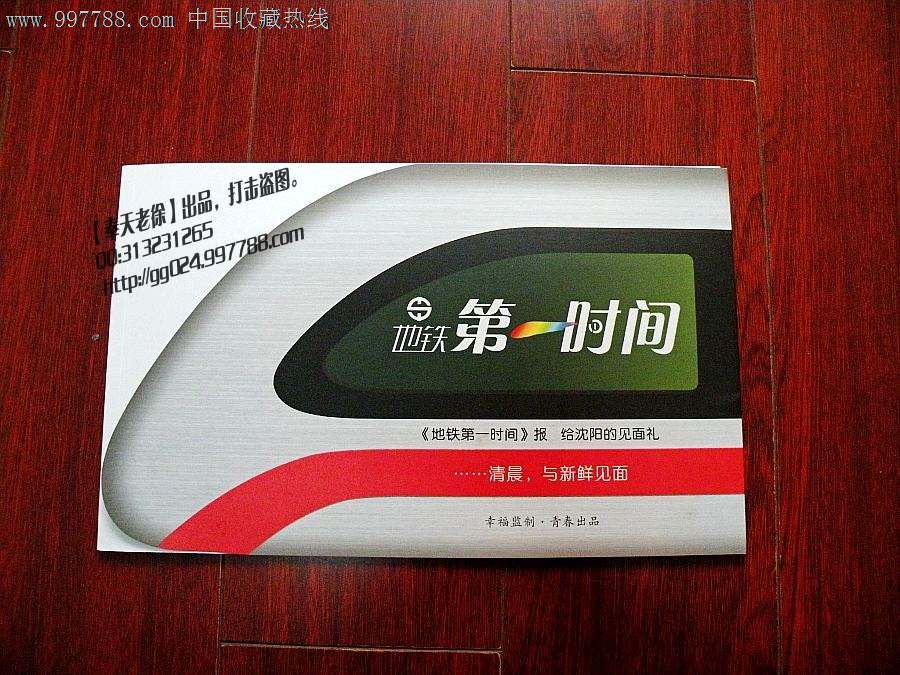 www.997788.com 中国收藏热线
【奉天老徐】出品，打击盗图。
QQ:313231265
http://gg024.997788.com
地铁 第一时间
《地铁第一时间》报 给沈阳的见面礼
……清晨，与新鲜见面
幸福监制·青春出品